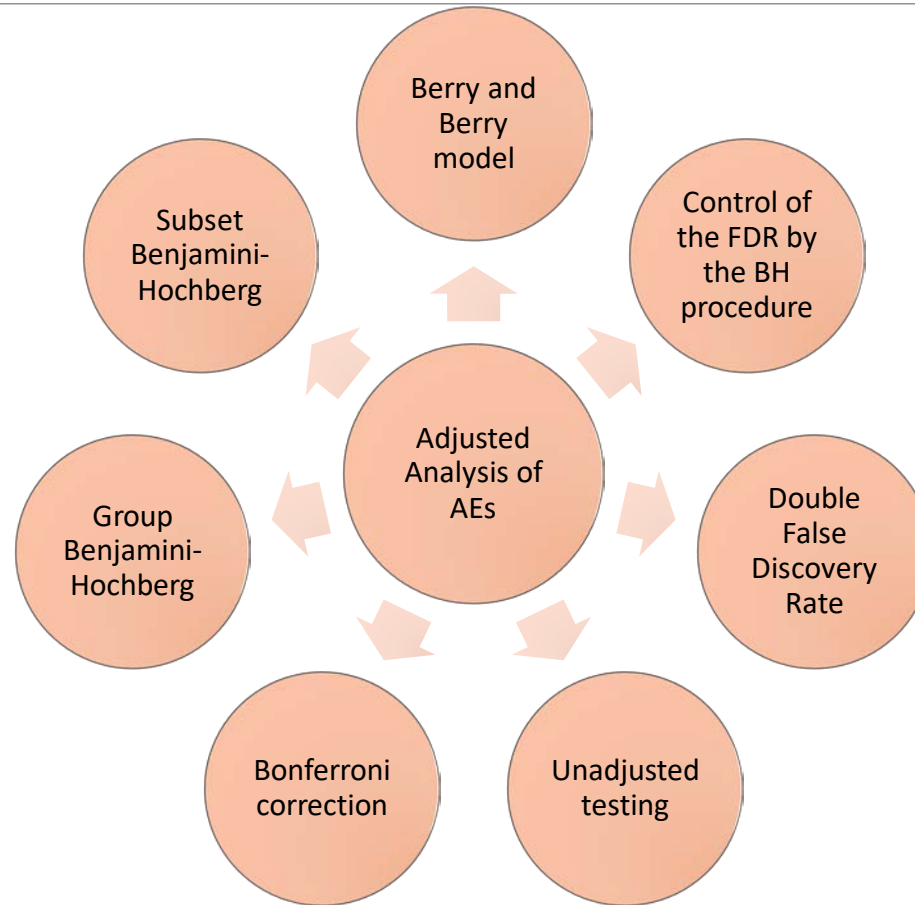 Berry and
Berry
model
Control of
the FDR by
the BH
procedure
Double
False
Discovery
Rate
Unadjusted
testing
Bonferroni
correction
Group
Benjamini-
Hochberg
Subset
Benjamini-
Hochberg
Adjusted
Analysis of
AEs